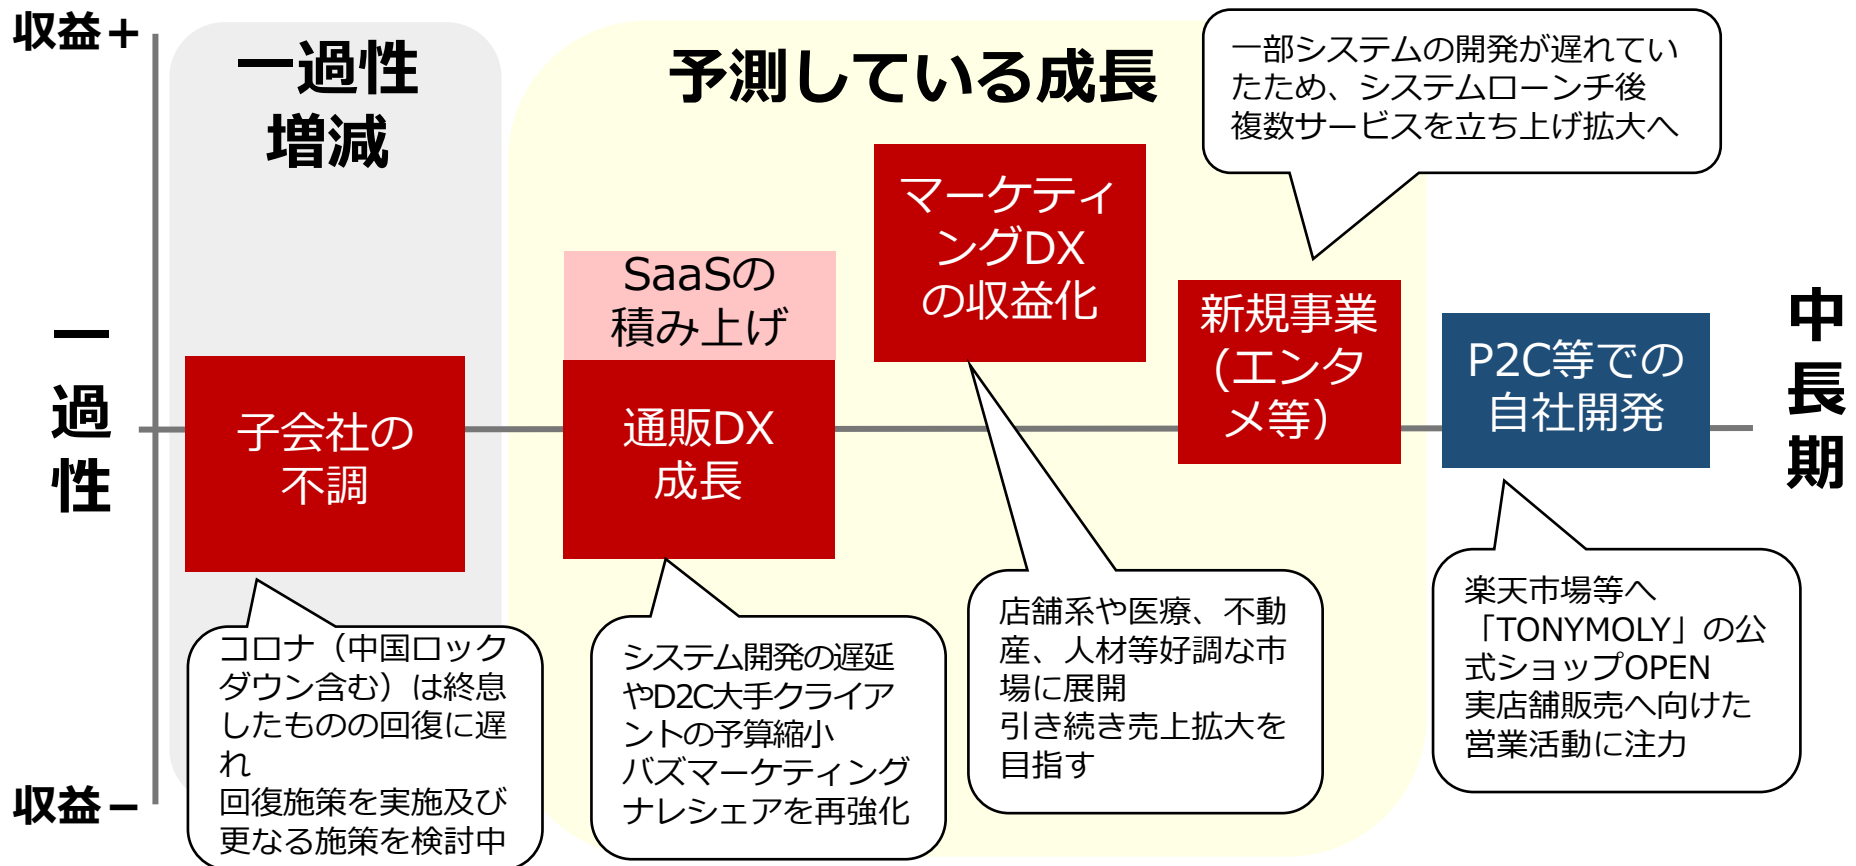 収益＋
一過性
増減
予測している成長
一部システムの開発が遅れてい
たため、システムローンチ後
複数サービスを立ち上げ拡大へ
マーケティ
ングDX
の収益化
SaaSの
積み上げ
新規事業
(エンタ
メ等）
P2C等での
自社開発
一
過
性
中
長
期
子会社の
不調
通販DX
成長
コロナ（中国ロック
ダウン含む）は終息
したものの回復に遅
れ
回復施策を実施及び
更なる施策を検討中
システム開発の遅延
やD2C大手クライア
ントの予算縮小
バズマーケティング
ナレシェアを再強化
店舗系や医療、不動
産、人材等好調な市
場に展開
引き続き売上拡大を
目指す
楽天市場等へ
「TONYMOLY」の公
式ショップOPEN
実店舗販売へ向けた
営業活動に注力
収益－